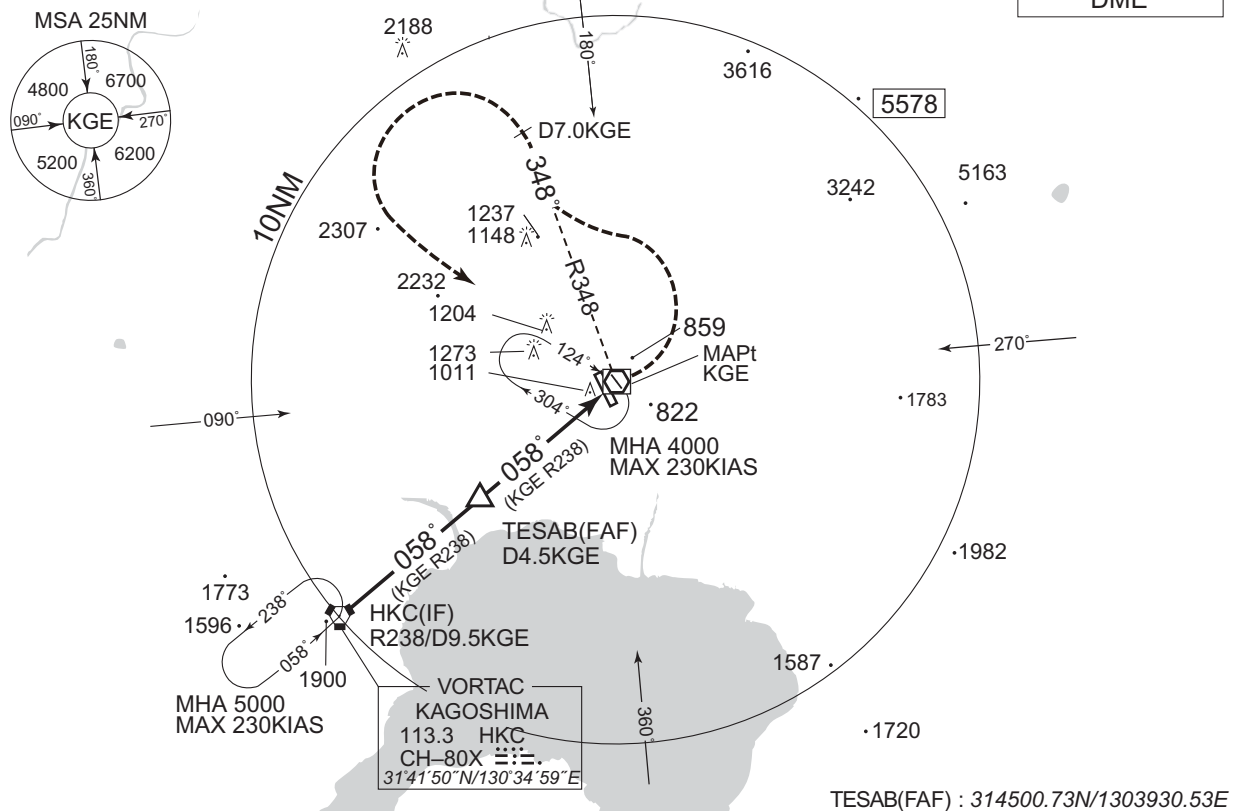 DME
MSA 25NM
180°
6700
4800
090°
KGE
270°
5200
6200
360°
2188
180°
3616
5578
D7.0KGE
348°
10NM
1237
1148
3242
5163
2307
2232
R348
1204
1273
1011
124°
304°
859
MAPt
KGE
270°
822
1783
090°
MHA 4000
MAX 230KIAS
058°
(KGE R238)
TESAB(FAF)
D4.5KGE
058°
(KGE R238)
1982
1773
1596
238°
058°
1900
HKC(IF)
R238/D9.5KGE
MHA 5000
MAX 230KIAS
1587
360°
1720
VORTAC
KAGOSHIMA
113.3 HKC
CH–80X
31°41´50˝N/130°34´59˝E
TESAB(FAF) : 314500.73N/1303930.53E